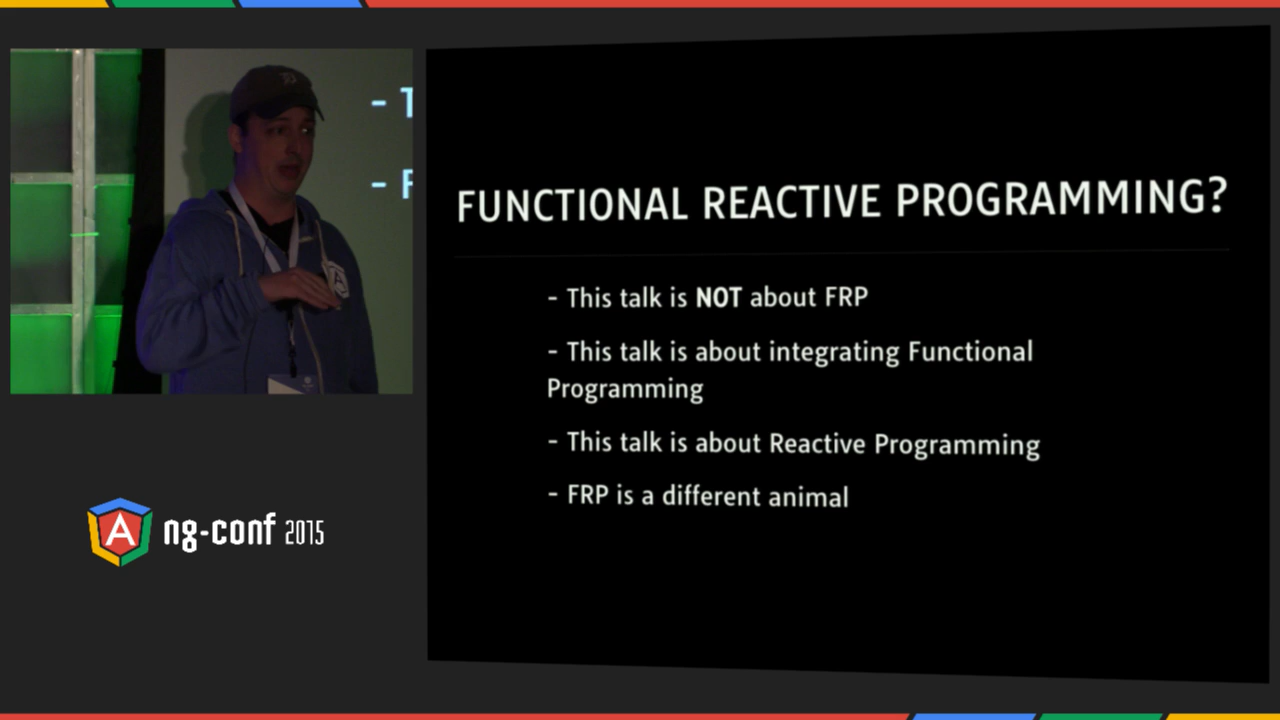 - T
- F
FUNCTIONAL REACTIVE PROGRAMMING?
- This talk is NOT about FRP
- This talk is about integrating Functional
Programming
- This talk is about Reactive Programming
- FRP is a different animal
A ng-conf 2015